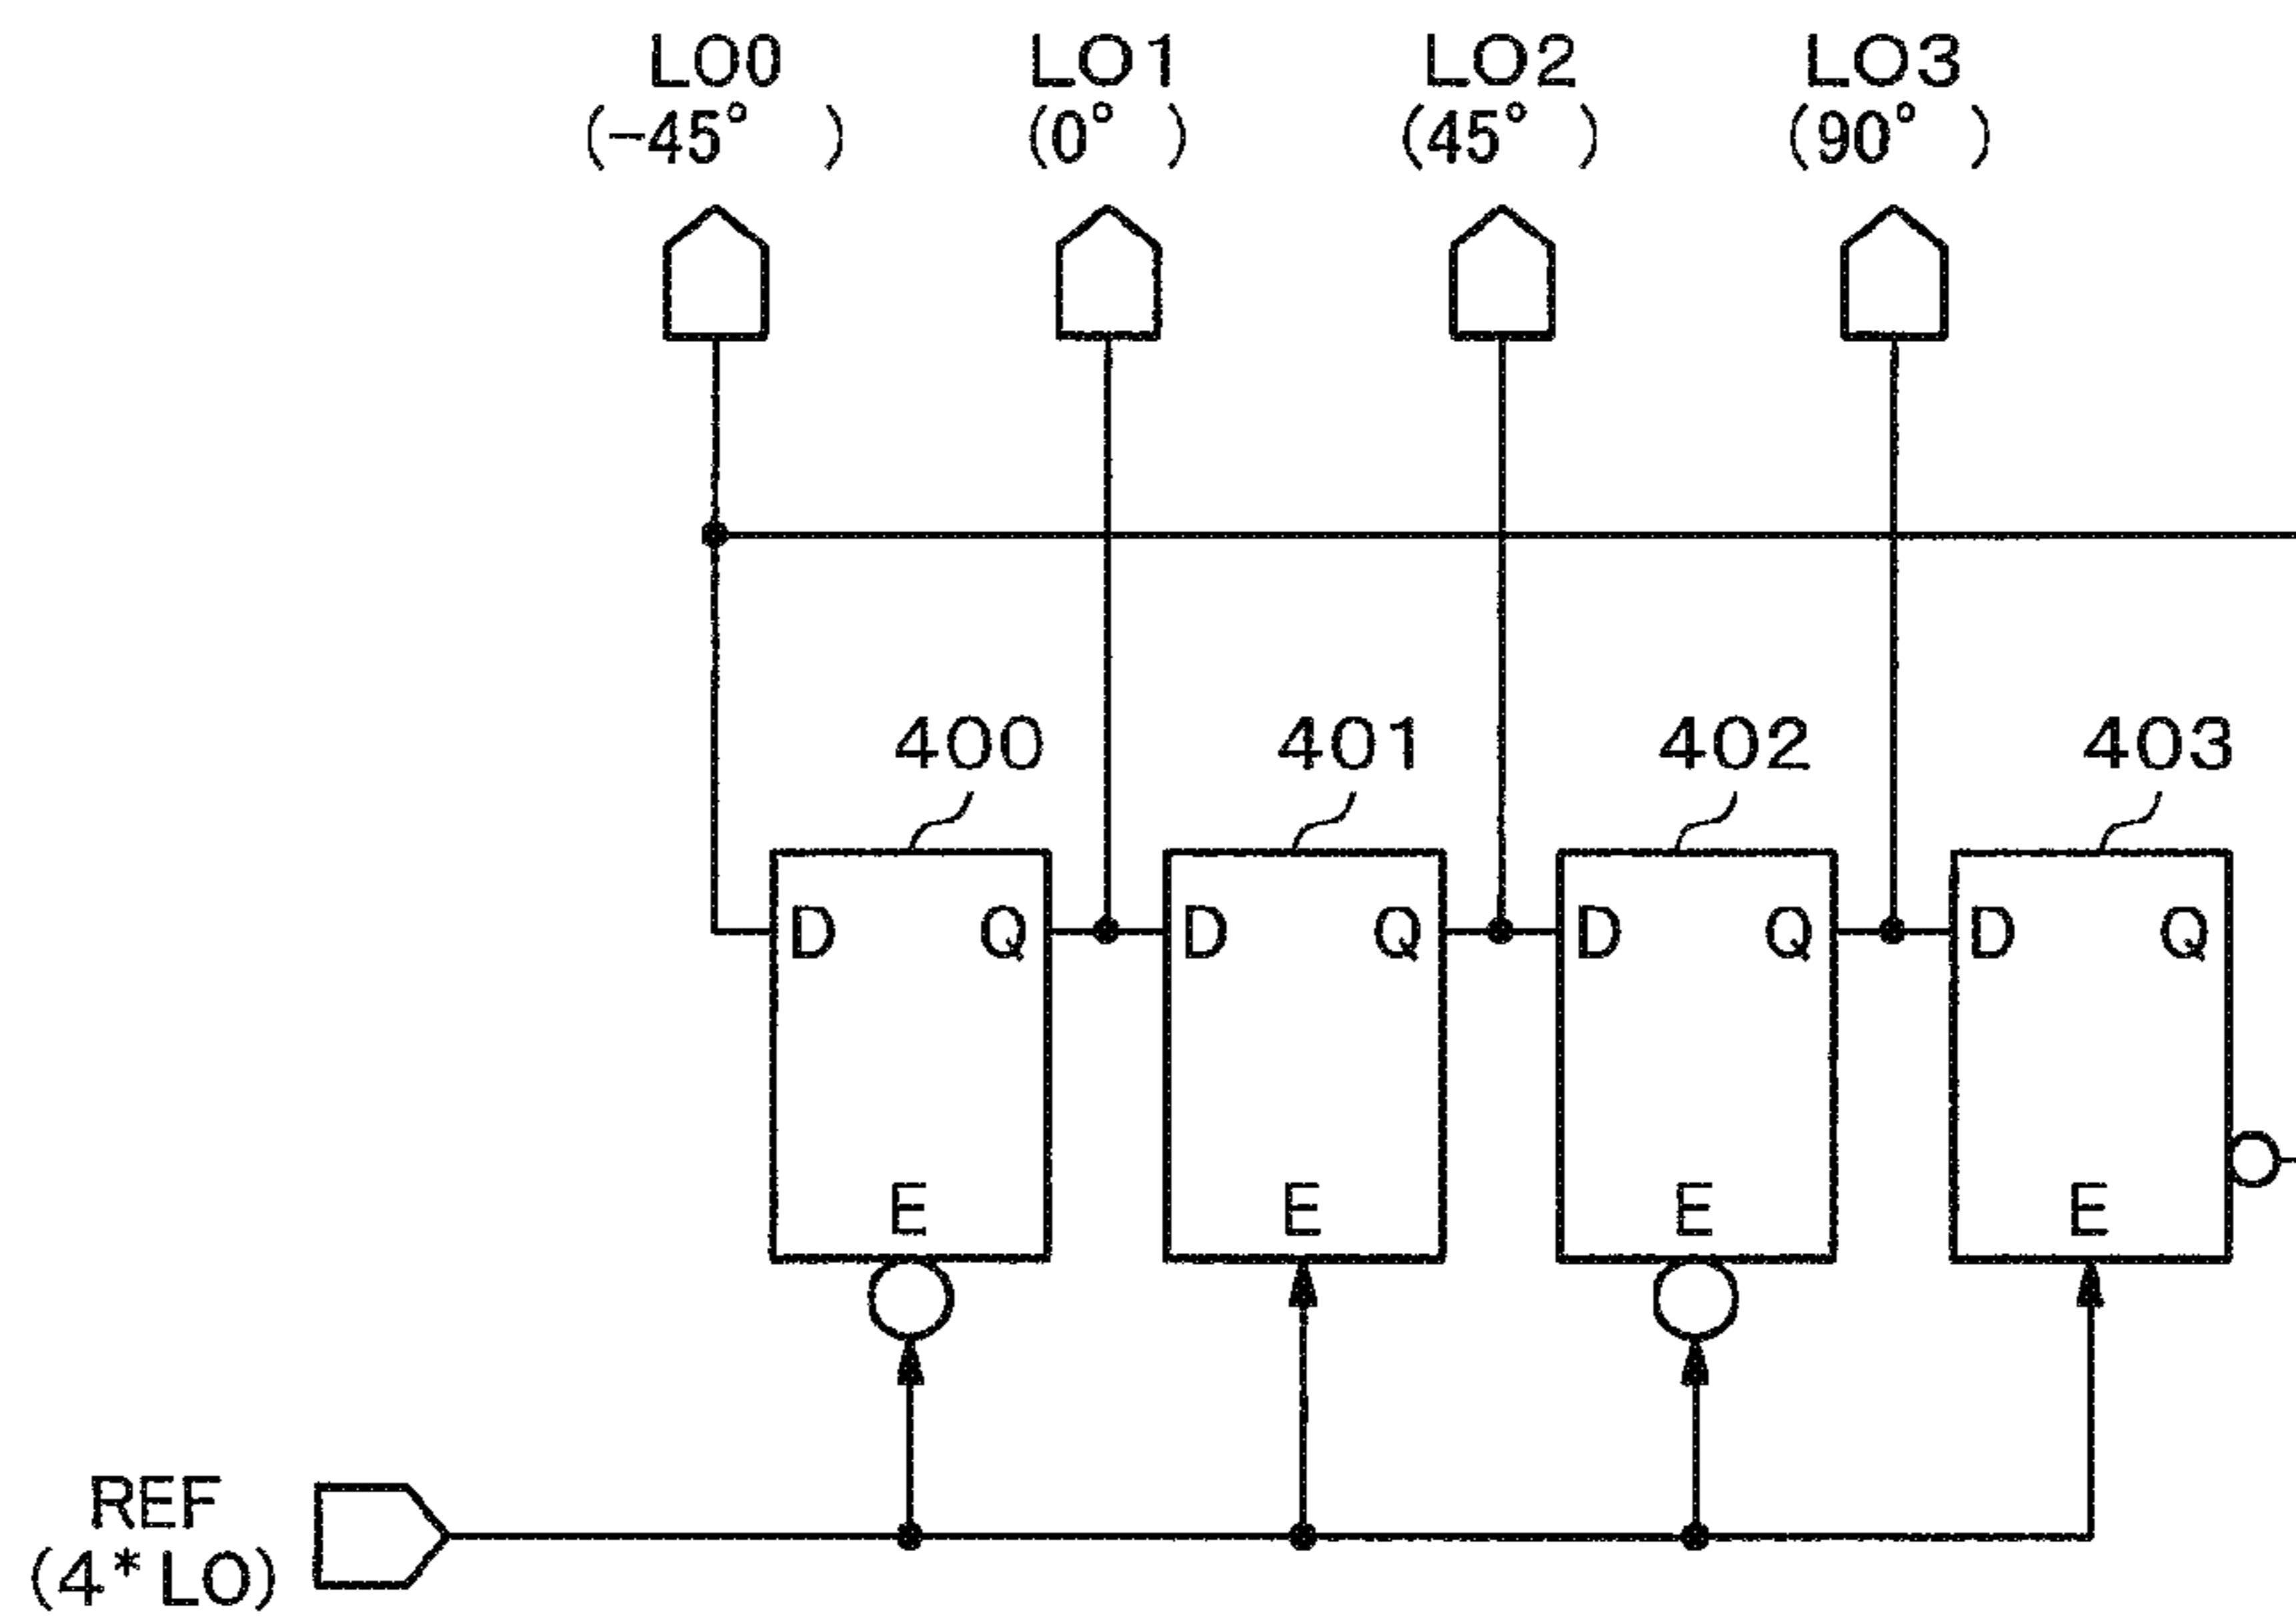 LO0 LO1 LO2 LO3
(-45° ) (0° ) (45° ) (90° )
400 401 402 403
D Q D Q D Q D Q
E E E E
REF
(4*LO)